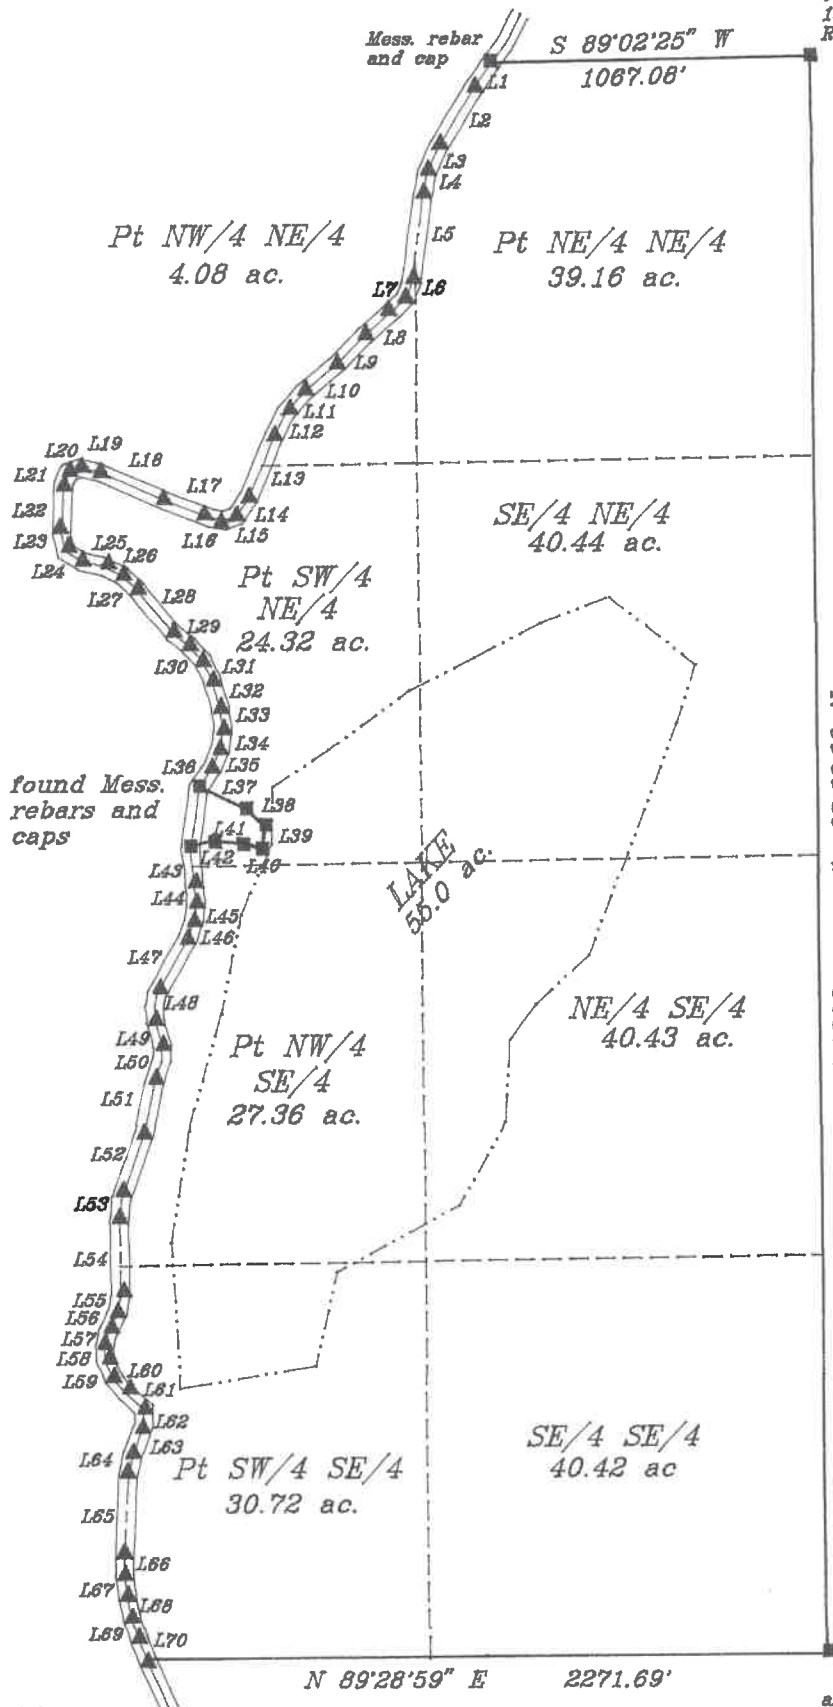 Mess. rebar
and cap
S 89°02'25" W
1067.08'
L1
L2
L3
L4
L5
L6
L7
L8
L9
L10
L11
L12
L13
L14
L15
L16
L17
L18
L19
L20
L21
L22
L23
L24
L25
L26
L27
L28
L29
L30
L31
L32
L33
L34
L35
L36
L37
L38
L39
L40
L41
L42
L43
L44
L45
L46
L47
L48
L49
L50
L51
L52
L53
L54
L55
L56
L57
L58
L59
L60
L61
L62
L63
L64
L65
L66
L67
L68
L69
L70
Pt NW/4 NE/4
4.08 ac.
Pt NE/4 NE/4
39.16 ac.
SE/4 NE/4
40.44 ac.
Pt SW/4
NE/4
24.32 ac.
found Mess.
rebars and
caps
LAKE
55.0 ac.
NE/4 SE/4
40.43 ac.
Pt NW/4
SE/4
27.36 ac.
SE/4 SE/4
40.42 ac
Pt SW/4 SE/4
30.72 ac.
N 89°28'59" E 2271.69'